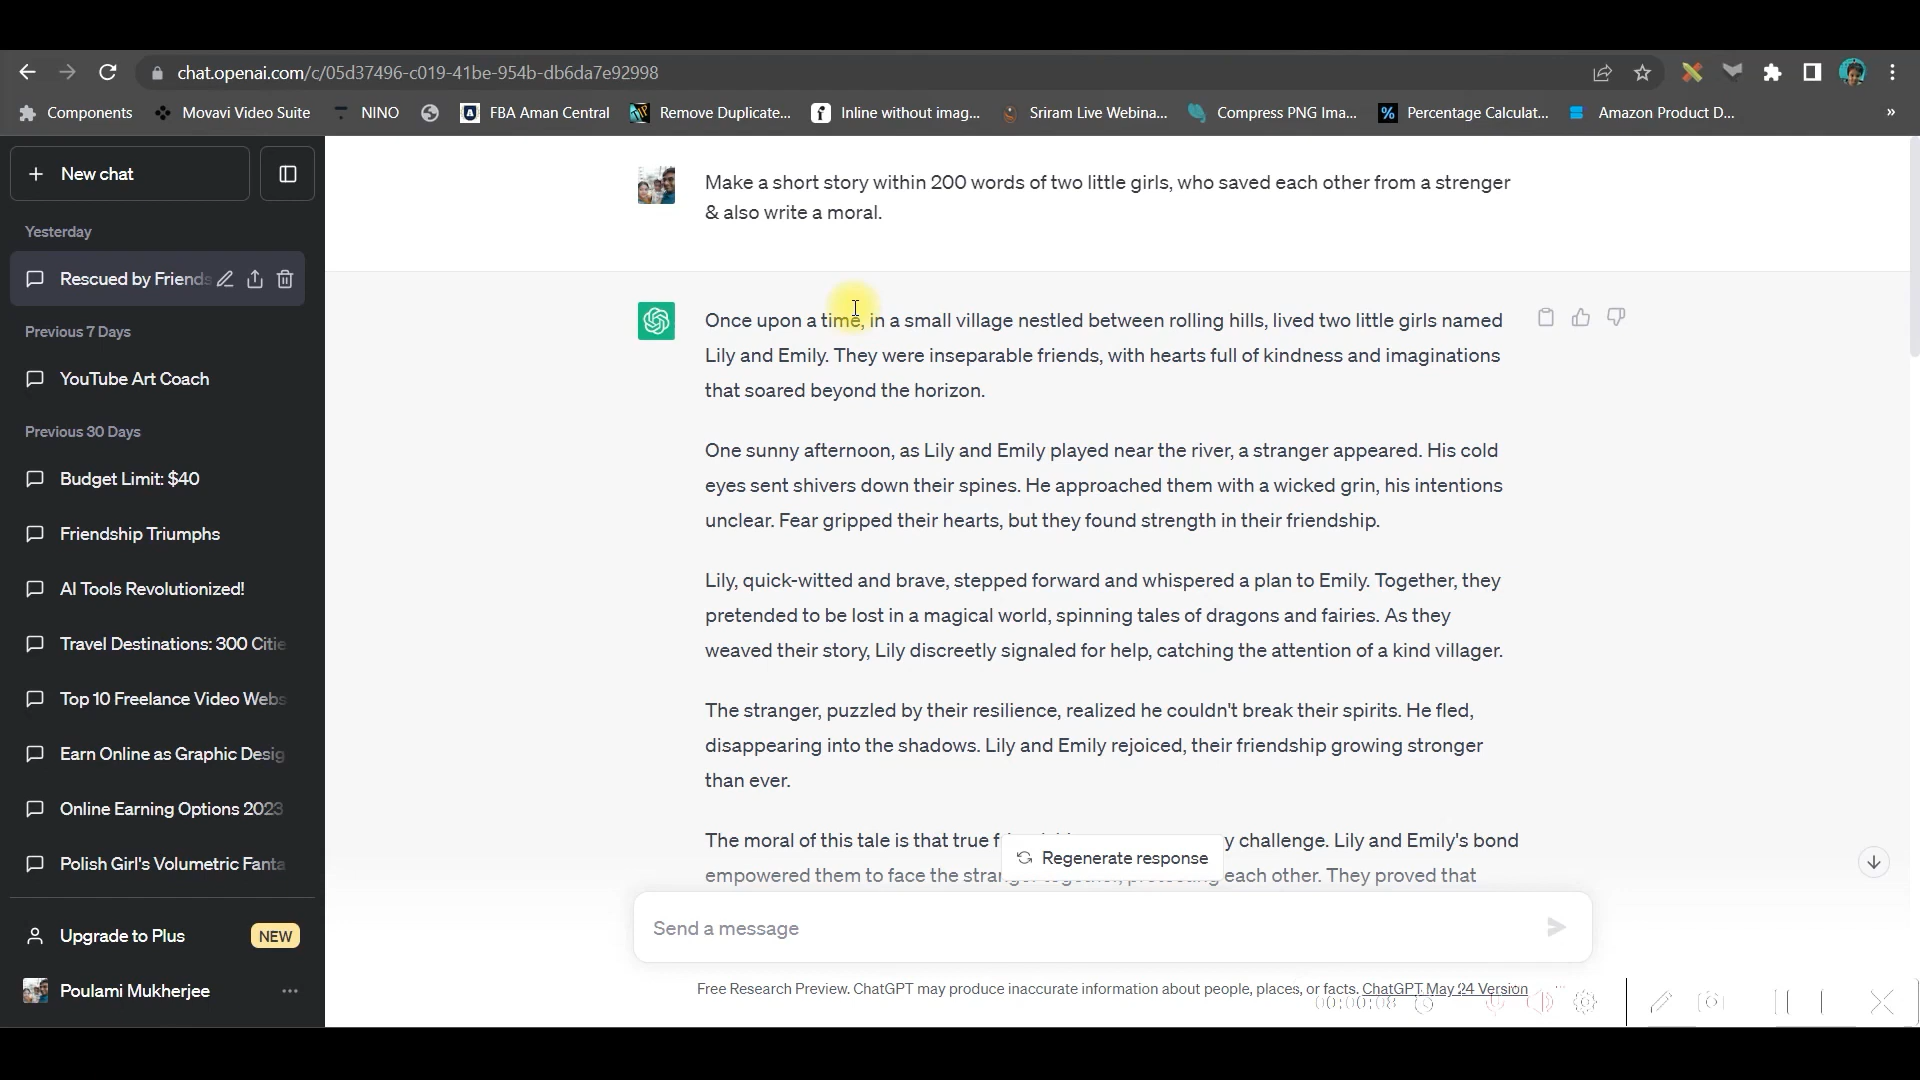 chat.openai.com/c/05d37496-c019-41be-954b-db6da7e92998
Components Movavi Video Suite NINO FBA Aman Central Remove Duplicate... Inline without imag... Sriram Live Webina... Compress PNG Ima... % Percentage Calculat... Amazon Product D... »
+ New chat
Yesterday
Rescued by Friends
Previous 7 Days
YouTube Art Coach
Previous 30 Days
Budget Limit: $40
Friendship Triumphs
AI Tools Revolutionized!
Travel Destinations: 300 Citie
Top 10 Freelance Video Webs
Earn Online as Graphic Desig
Online Earning Options 2023
Polish Girl's Volumetric Fanta
Upgrade to Plus NEW
Poulami Mukherjee
Make a short story within 200 words of two little girls, who saved each other from a strenger
& also write a moral.
Once upon a time, in a small village nestled between rolling hills, lived two little girls named
Lily and Emily. They were inseparable friends, with hearts full of kindness and imaginations
that soared beyond the horizon.
One sunny afternoon, as Lily and Emily played near the river, a stranger appeared. His cold
eyes sent shivers down their spines. He approached them with a wicked grin, his intentions
unclear. Fear gripped their hearts, but they found strength in their friendship.
Lily, quick-witted and brave, stepped forward and whispered a plan to Emily. Together, they
pretended to be lost in a magical world, spinning tales of dragons and fairies. As they
weaved their story, Lily discreetly signaled for help, catching the attention of a kind villager.
The stranger, puzzled by their resilience, realized he couldn't break their spirits. He fled,
disappearing into the shadows. Lily and Emily rejoiced, their friendship growing stronger
than ever.
The moral of this tale is that true challenge. Lily and Emily's bond
Regenerate response
empowered them to face the each other. They proved that
Send a message
Free Research Preview. ChatGPT may produce inaccurate information about people, places, or facts. ChatGPT May 24 Version
00:00:08